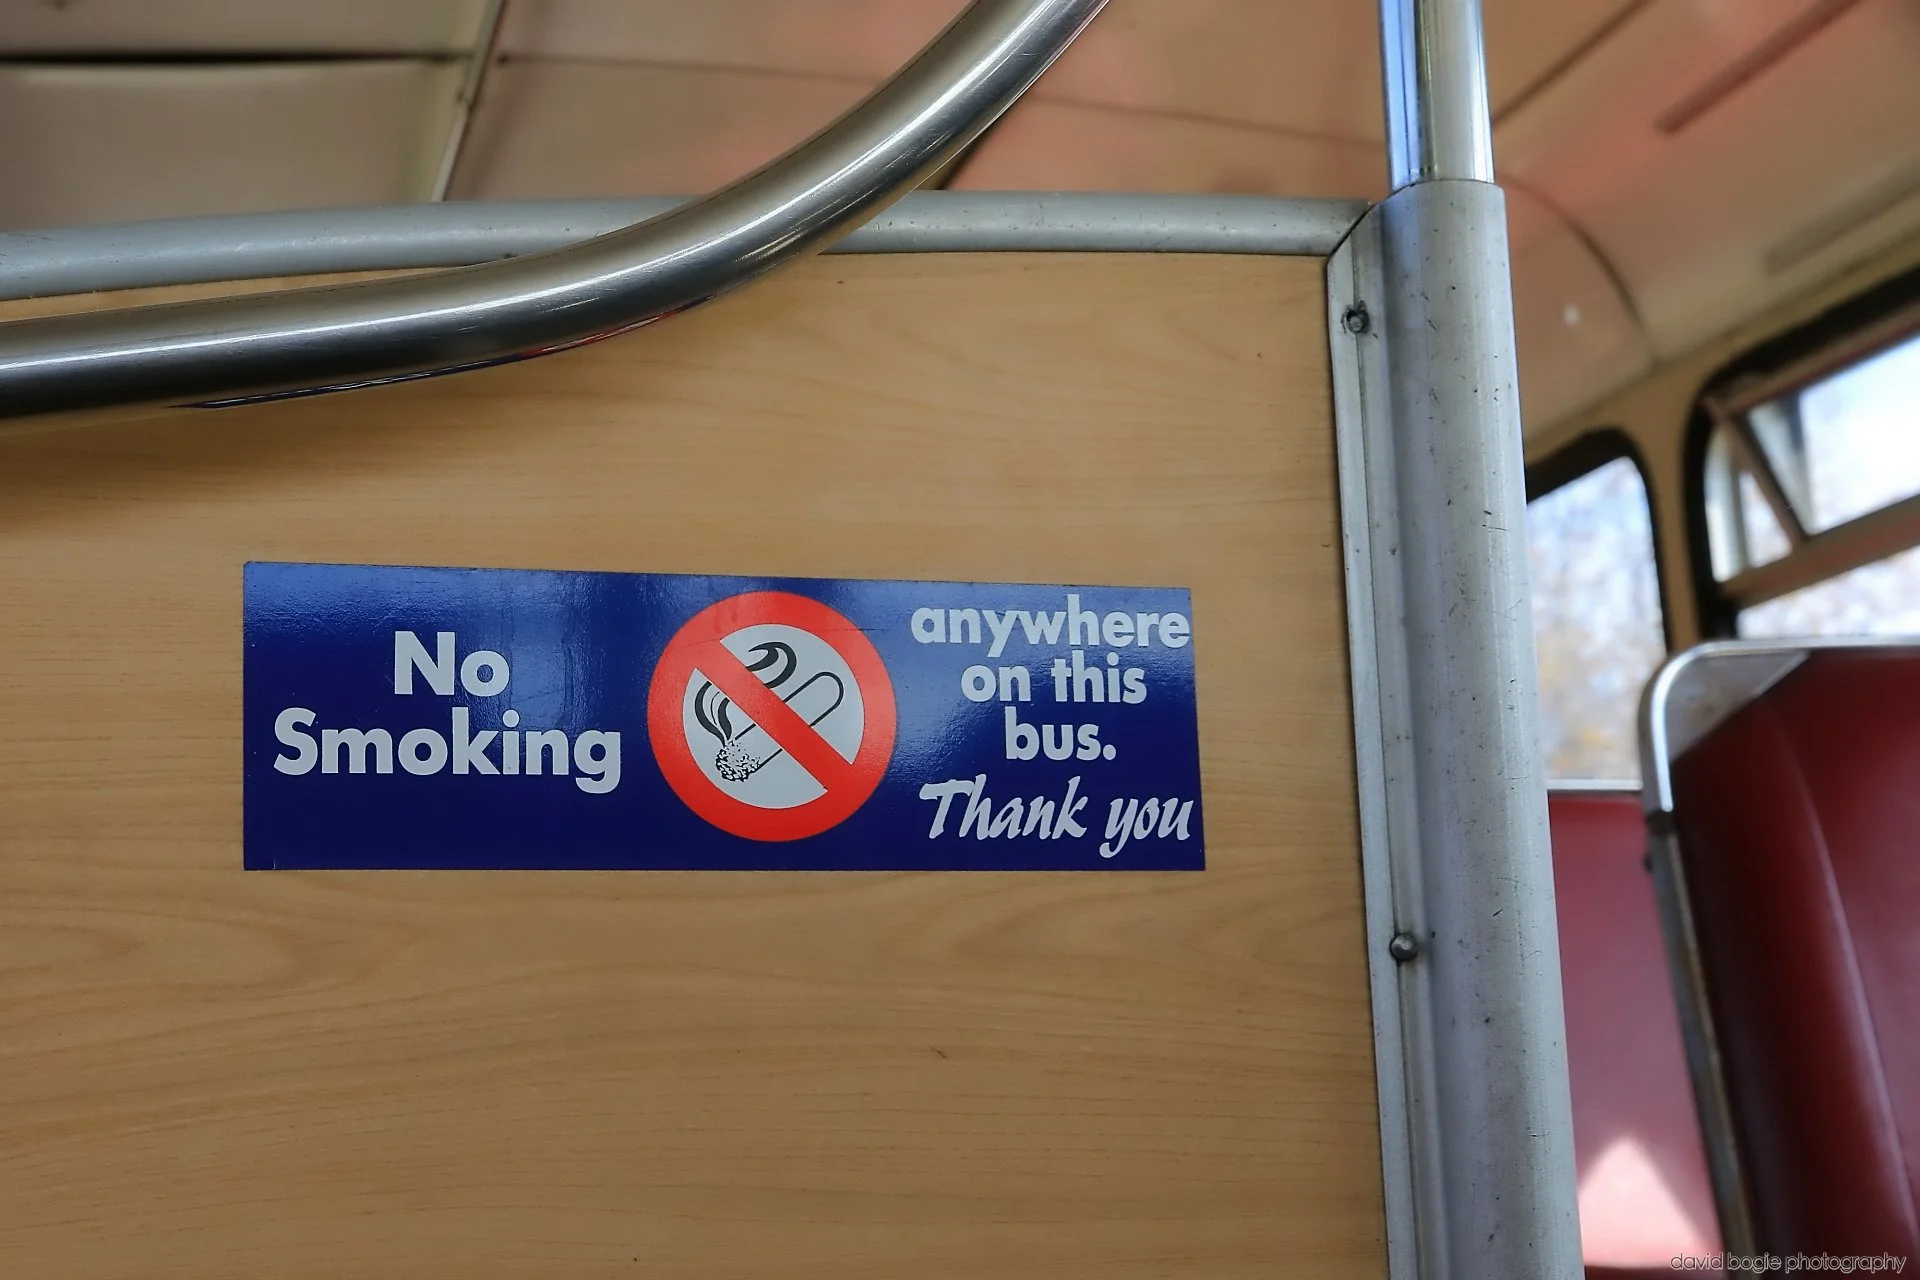 No
Smoking
anywhere
on this
bus.
Thank you
david bogie photography